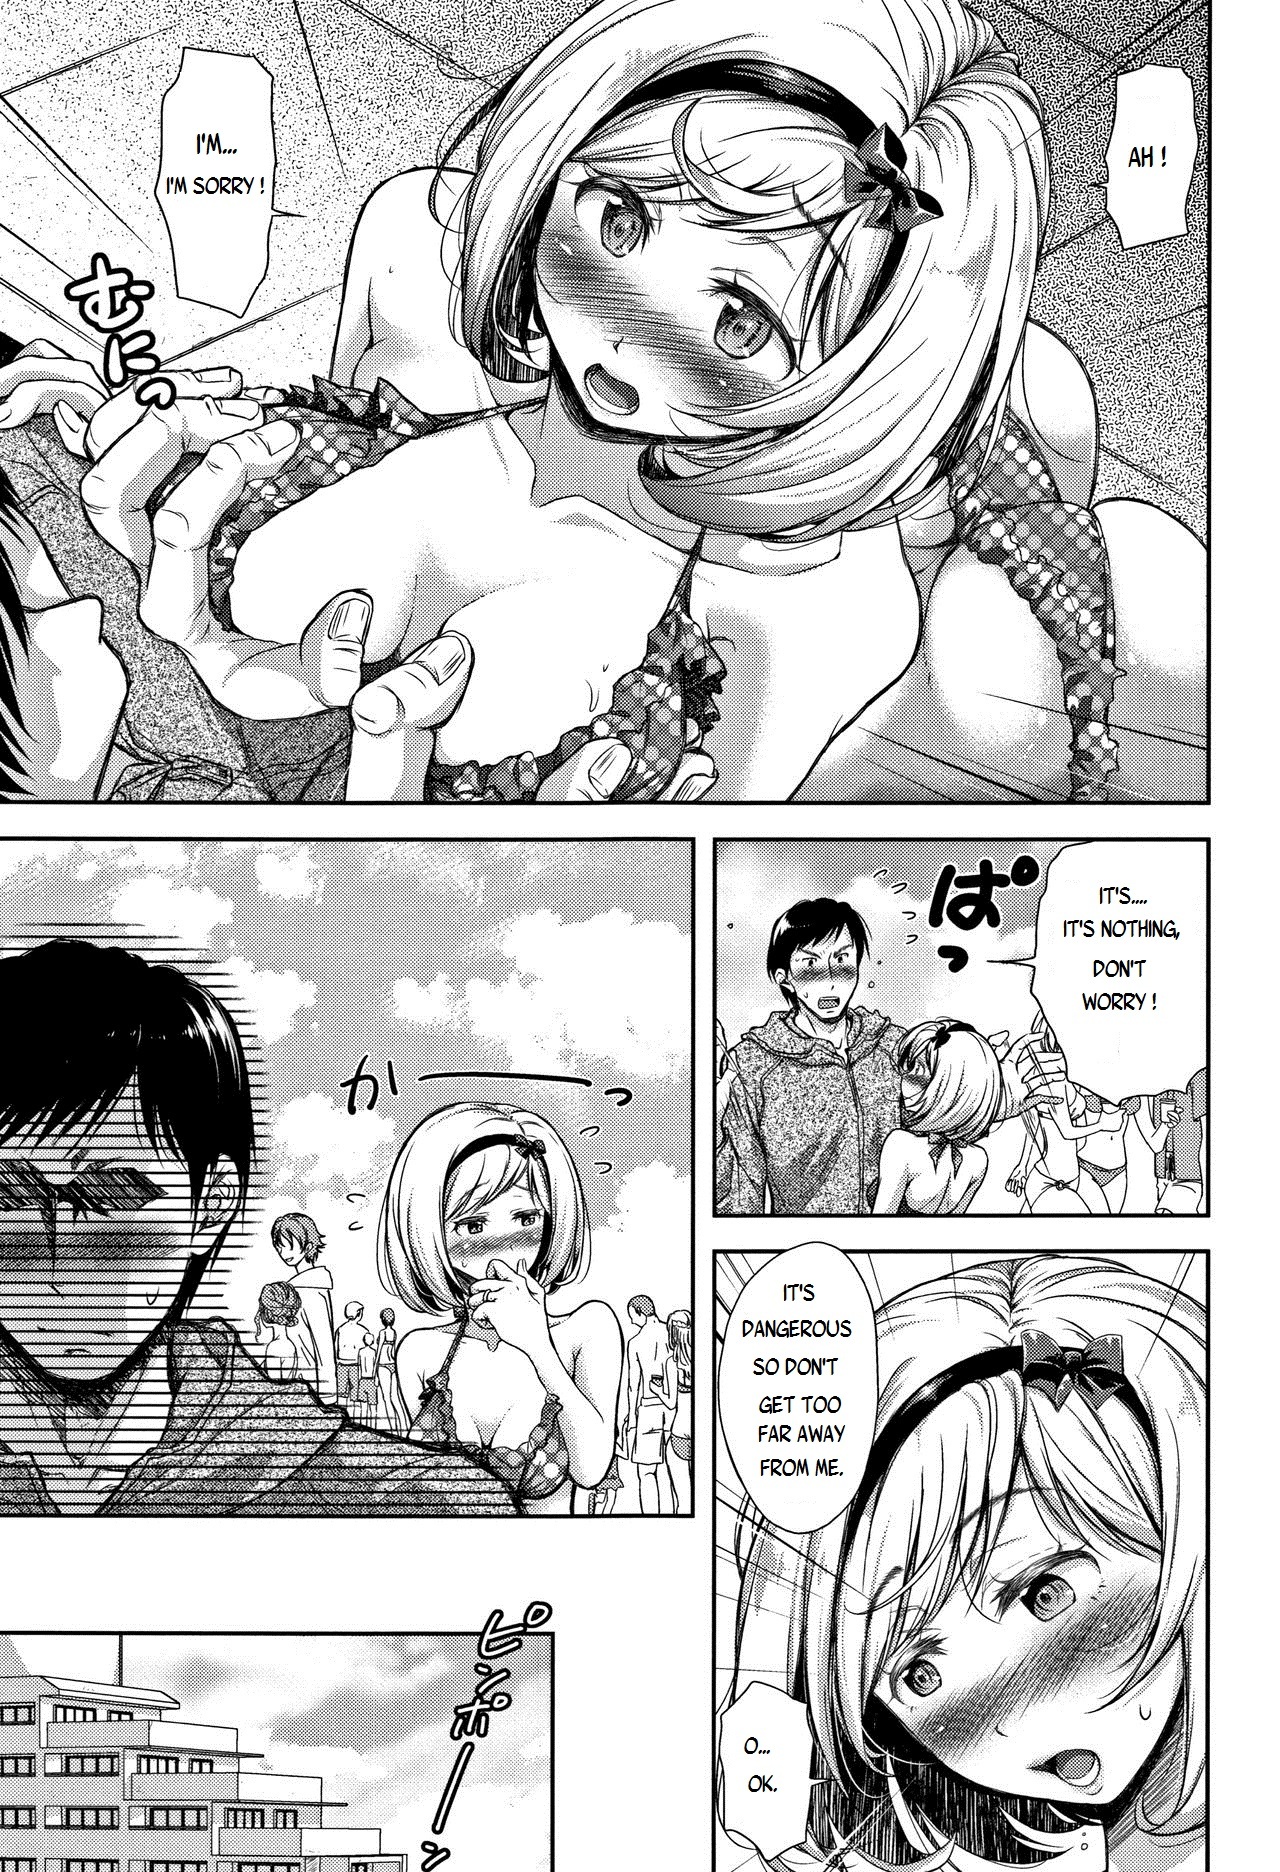 AH !
I'M...
I'M SORRY !
むにっ
IT'S....
IT'S NOTHING,
DON'T
WORRY !
ぱっ
IT'S
DANGEROUS
SO DON'T
GET TOO
FAR AWAY
FROM ME.
O...
OK.
かーっ
ピンポーン